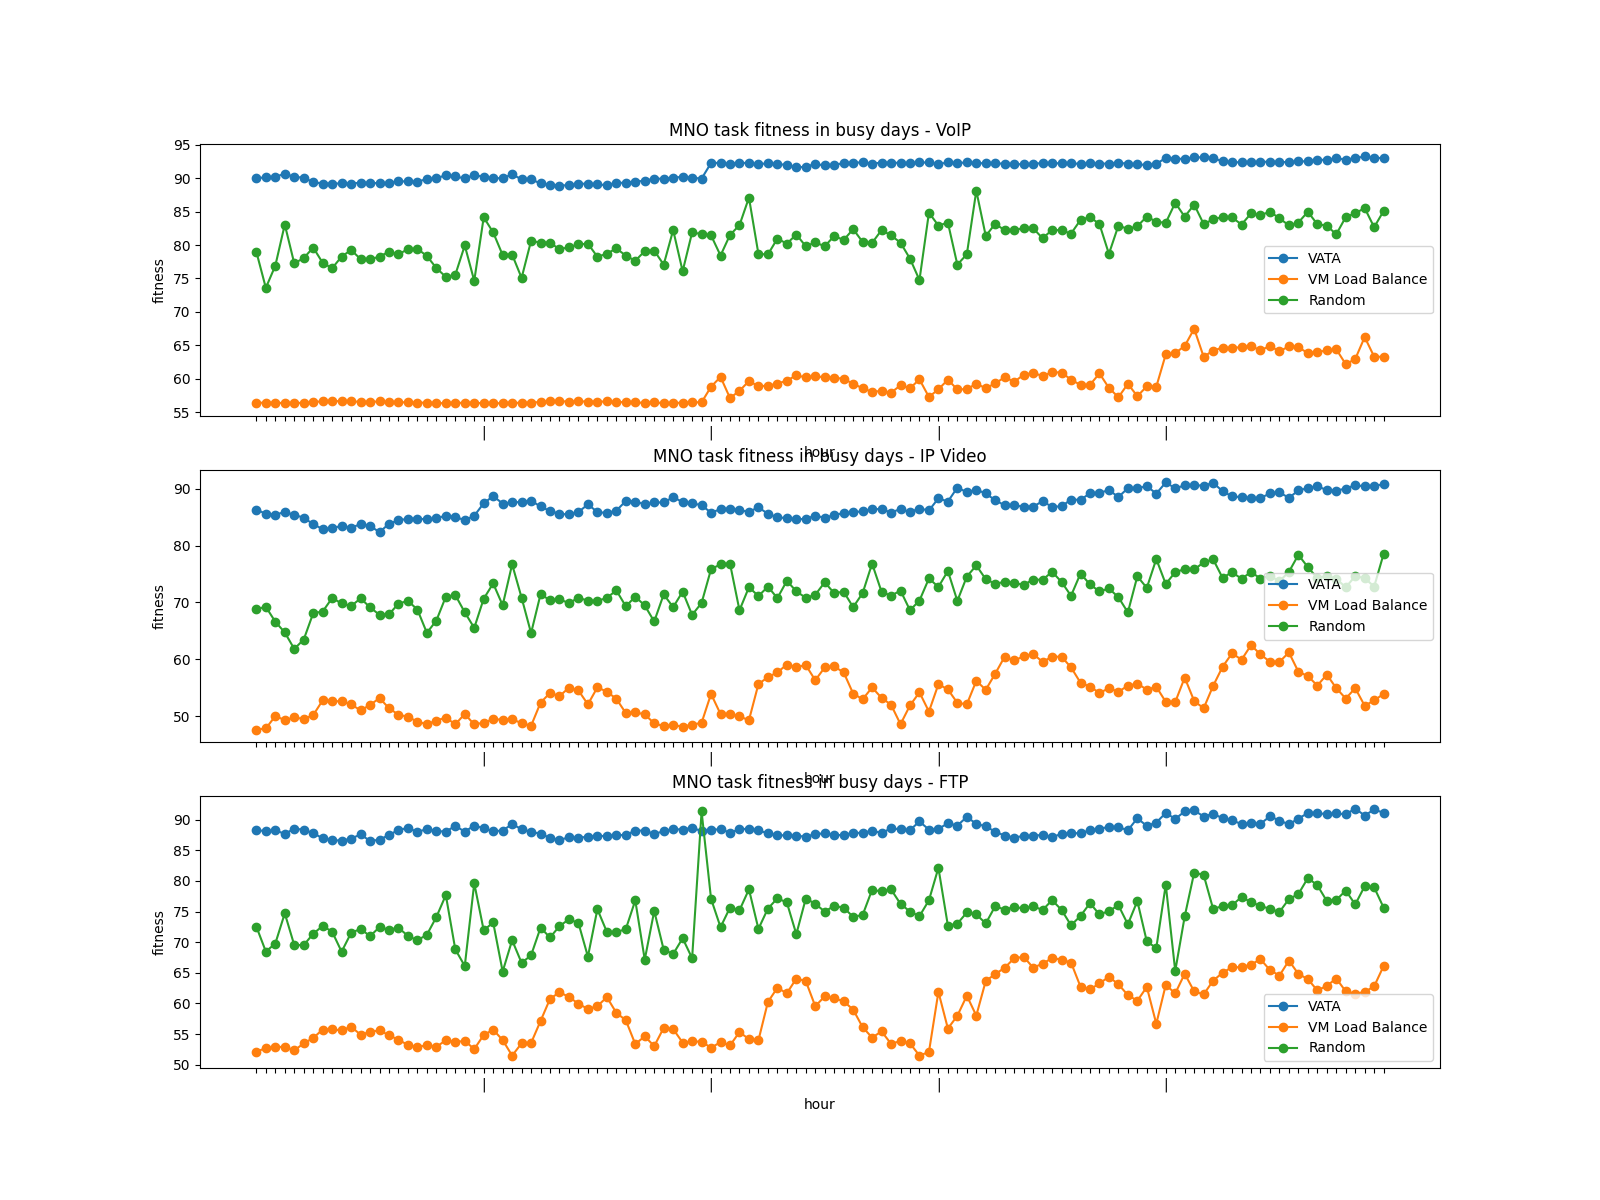 MNO task fitness in busy days - VoIP
95
90
85
80
75
70
65
60
55
fitness
VATA
VM Load Balance
Random
hour
MNO task fitness in busy days - IP Video
90
80
70
60
50
fitness
VATA
VM Load Balance
Random
hour
MNO task fitness in busy days - FTP
90
85
80
75
70
65
60
55
50
fitness
VATA
VM Load Balance
Random
hour